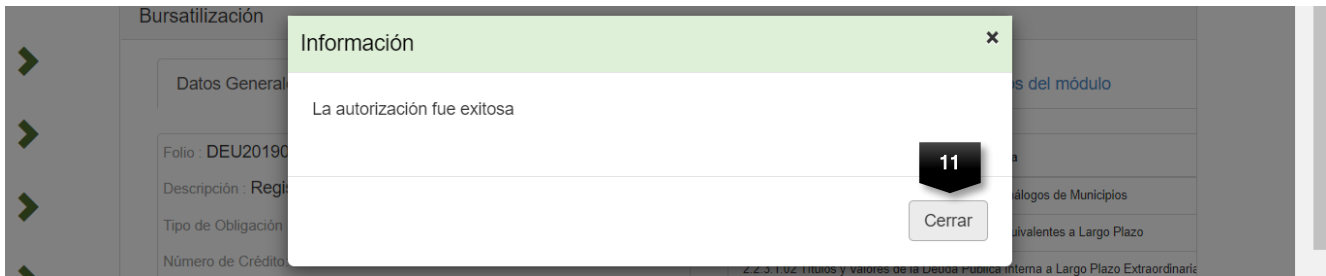 Bursatilización
Información ×
Datos General
s del módulo
La autorización fue exitosa
Folio : DEU20190
11
Descripción : Regi
álogos de Municipios
Tipo de Obligación
Cerrar
uivalentes a Largo Plazo
Número de Crédito
2.2.3.1.02 Títulos y Valores de la Deuda Pública Interna a Largo Plazo Extraordinaria